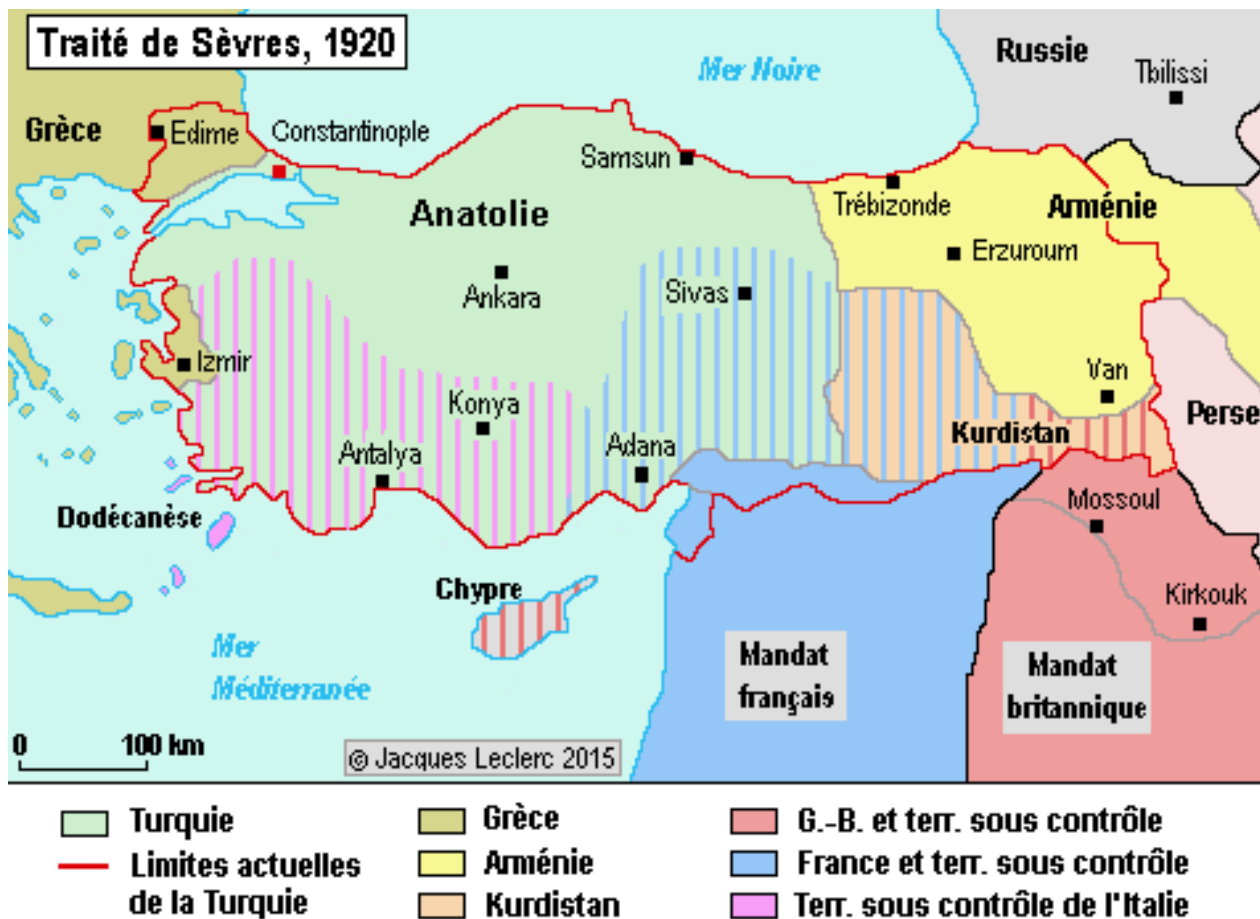 Traité de Sèvres, 1920
Mer Noire
Russie
Tbilissi
Grèce
Edime
Constantinople
Samsun
Trébizonde
Arménie
Anatolie
Erzuroum
Ankara
Sivas
Izmir
Van
Konya
Kurdistan
Perse
Antalya
Adana
Dodécanèse
Mossoul
Chypre
Kirkouk
Mer
Méditerranée
Mandat
français
Mandat
britannique
0 100 km
© Jacques Leclerc 2015
Turquie
Limites actuelles
de la Turquie
Grèce
Arménie
Kurdistan
G.-B. et terr. sous contrôle
France et terr. sous contrôle
Terr. sous contrôle de l'Italie